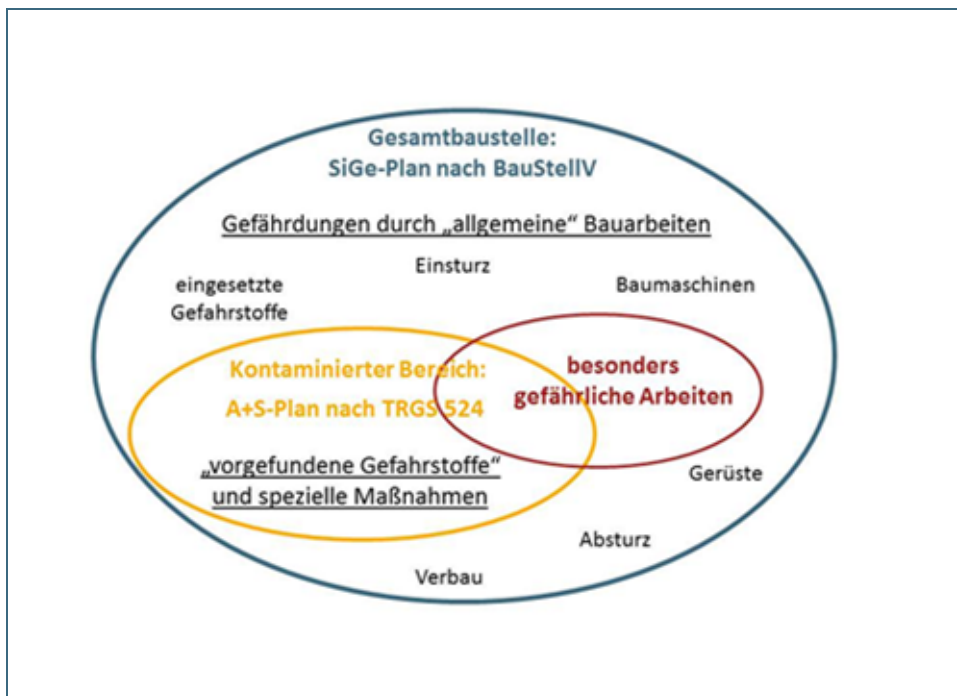 Gesamtbaustelle:
SiGe-Plan nach BauStellV
Gefährdungen durch „allgemeine“ Bauarbeiten
Einsturz
eingesetzte
Gefahrstoffe
Baumaschinen
Kontaminierter Bereich:
A+S-Plan nach TRGS 524
besonders
gefährliche Arbeiten
„vorgefundene Gefahrstoffe“
und spezielle Maßnahmen
Gerüste
Absturz
Verbau